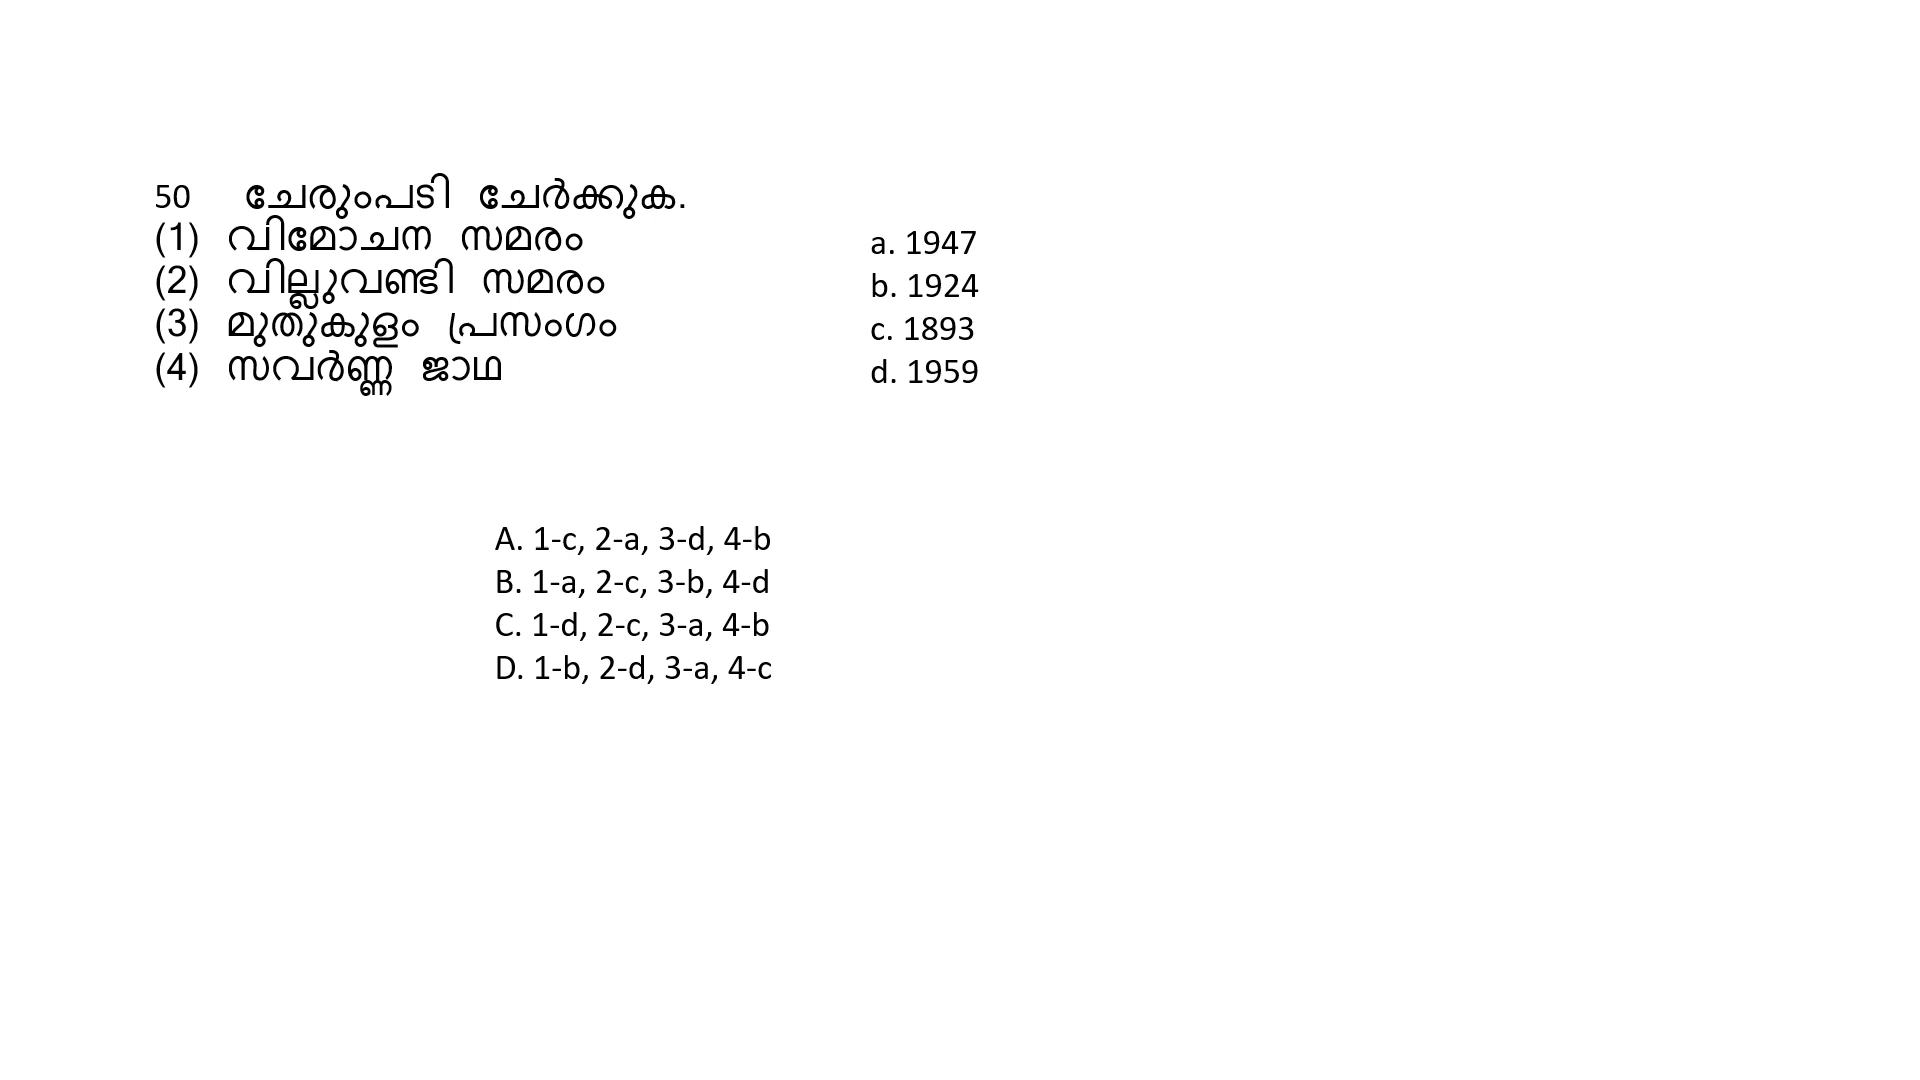 50 ചേരുംപടി ചേർക്കുക.
(1) വിമോചന സമരം a. 1947
(2) വില്ലുവണ്ടി സമരം b. 1924
(3) മുതുകുളം പ്രസംഗം c. 1893
(4) സവർണ്ണ ജാഥ d. 1959
A. 1-c, 2-a, 3-d, 4-b
B. 1-a, 2-c, 3-b, 4-d
C. 1-d, 2-c, 3-a, 4-b
D. 1-b, 2-d, 3-a, 4-c